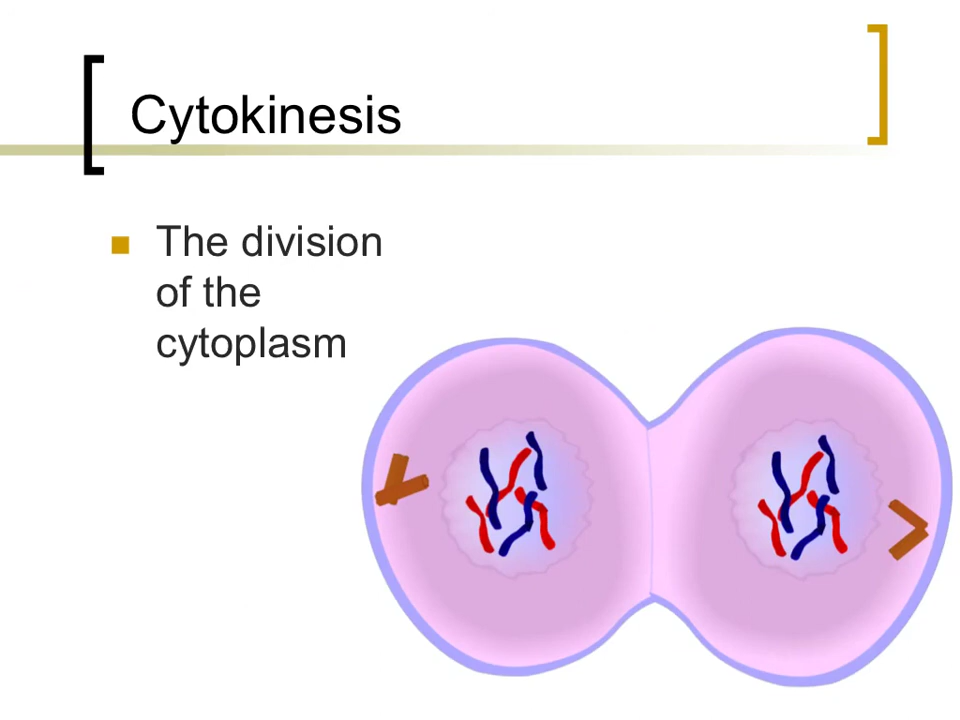 Cytokinesis
The division
of the
cytoplasm